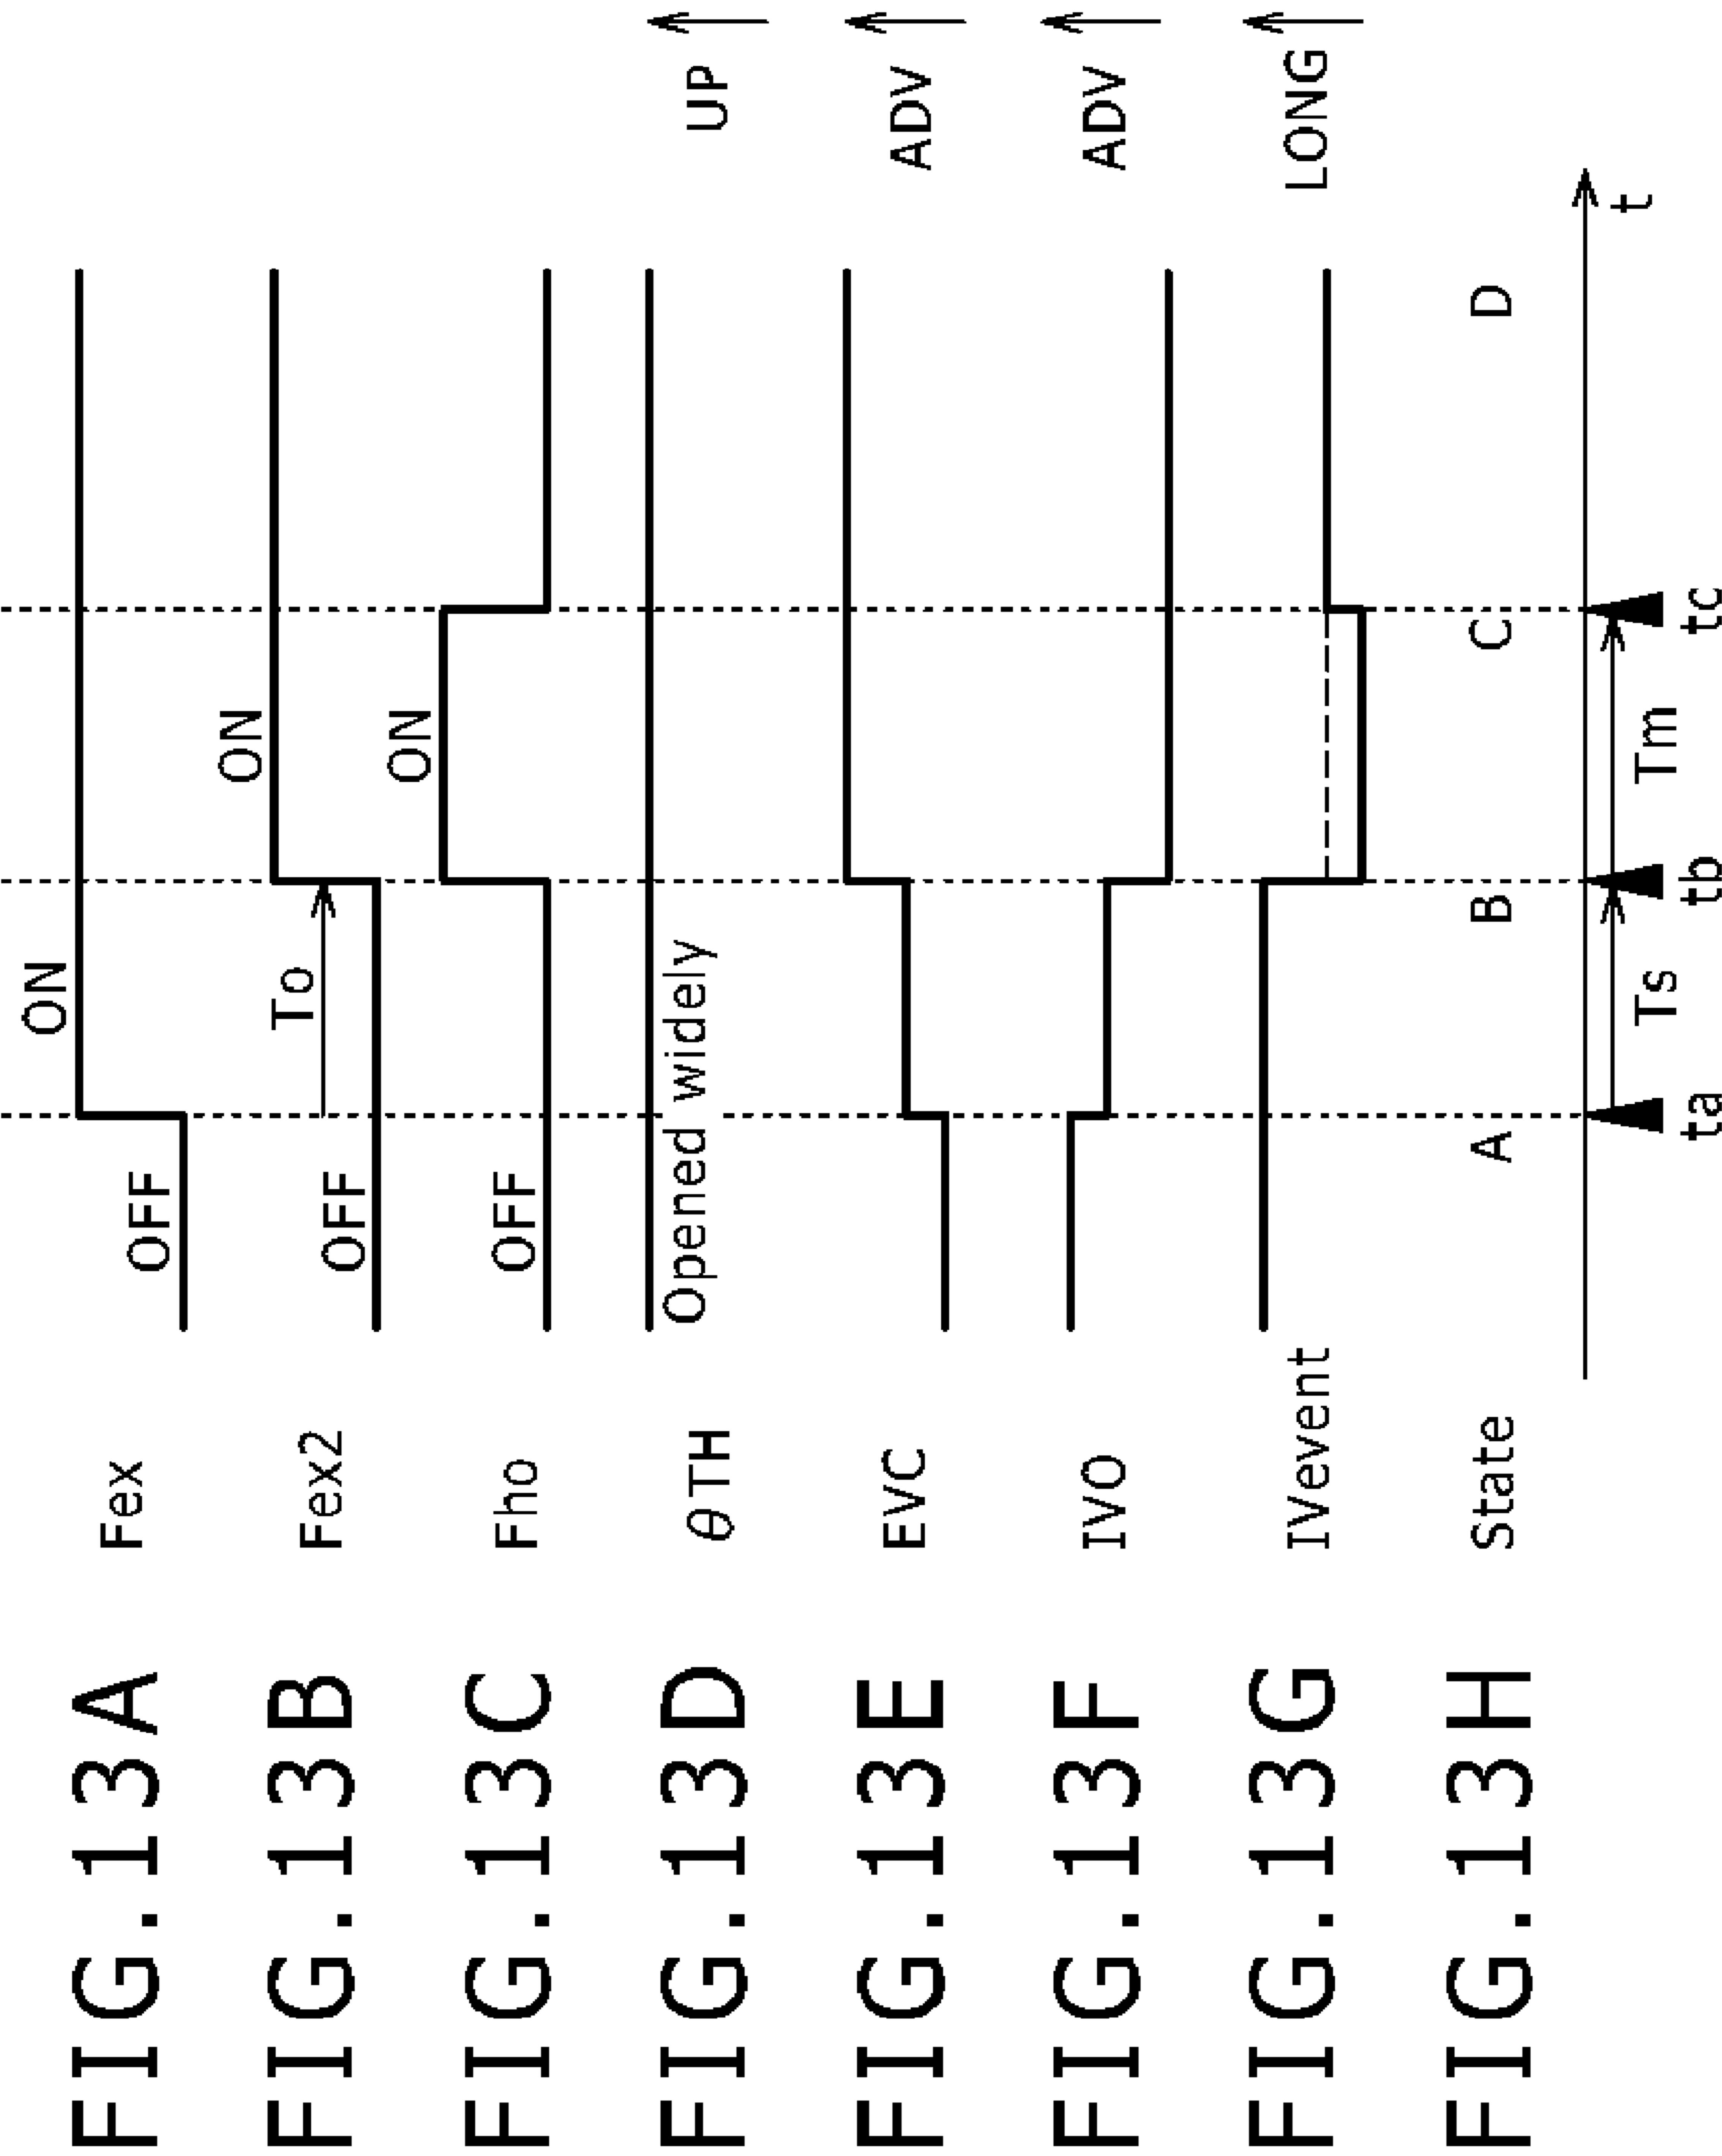 FIG.13A
Fex
OFF
ON
FIG.13B
Fex2
OFF
To
ON
FIG.13C
Fho
OFF
ON
FIG.13D
θTH
Opened widely
UP
FIG.13E
EVC
ADV
FIG.13F
IVO
ADV
FIG.13G
IVevent
LONG
FIG.13H
State
A
B
C
D
t
Ts
Tm
ta
tb
tc